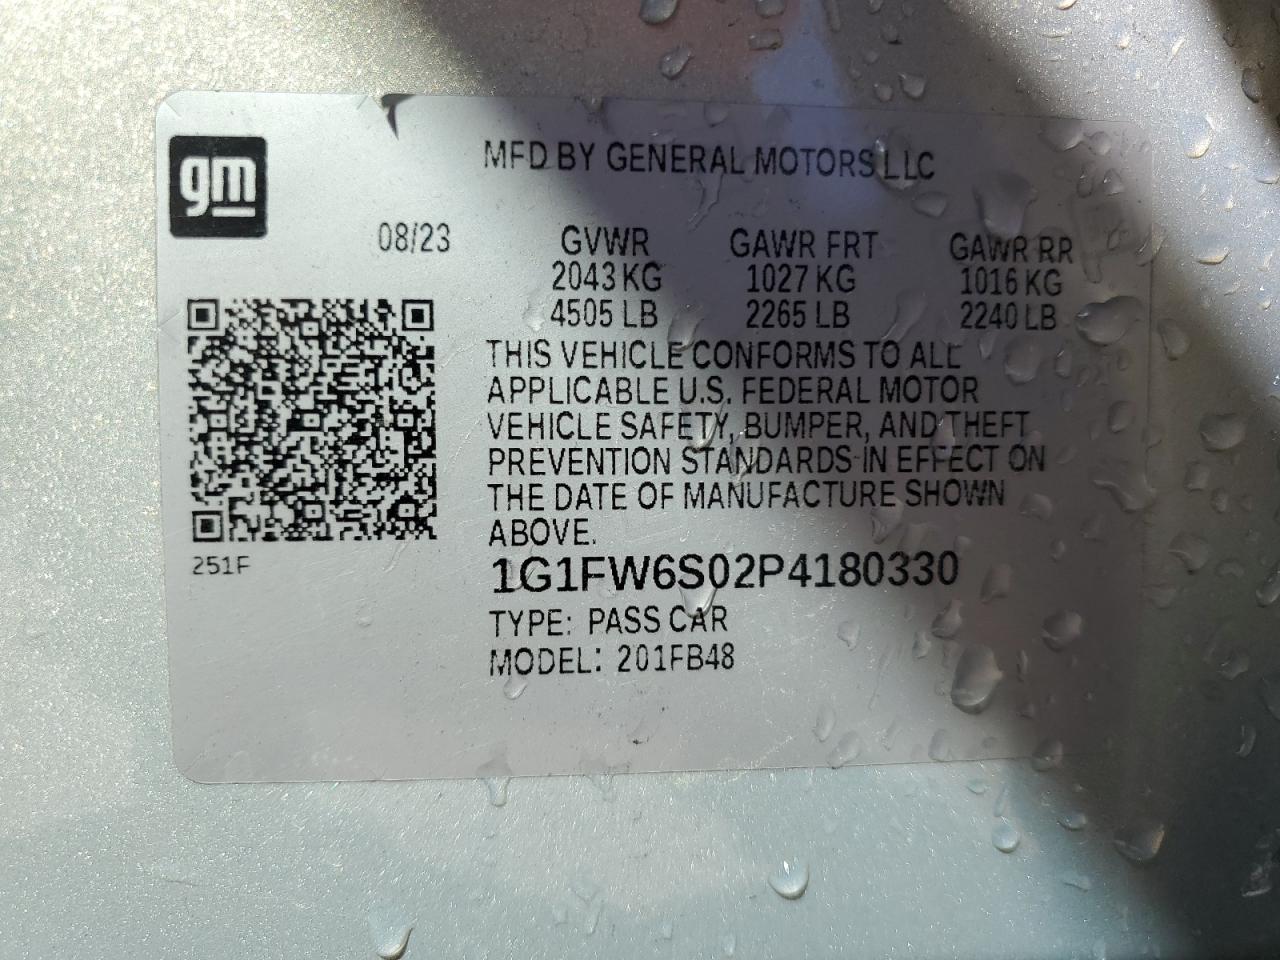 gm
MFD BY GENERAL MOTORS LLC
08/23
GVWR GAWR FRT GAWR RR
2043 KG 1027 KG 1016 KG
4505 LB 2265 LB 2240 LB
THIS VEHICLE CONFORMS TO ALL
APPLICABLE U.S. FEDERAL MOTOR
VEHICLE SAFETY, BUMPER, AND THEFT
PREVENTION STANDARDS IN EFFECT ON
THE DATE OF MANUFACTURE SHOWN
ABOVE.
251F
1G1FW6S02P4180330
TYPE: PASS CAR
MODEL: 201FB48